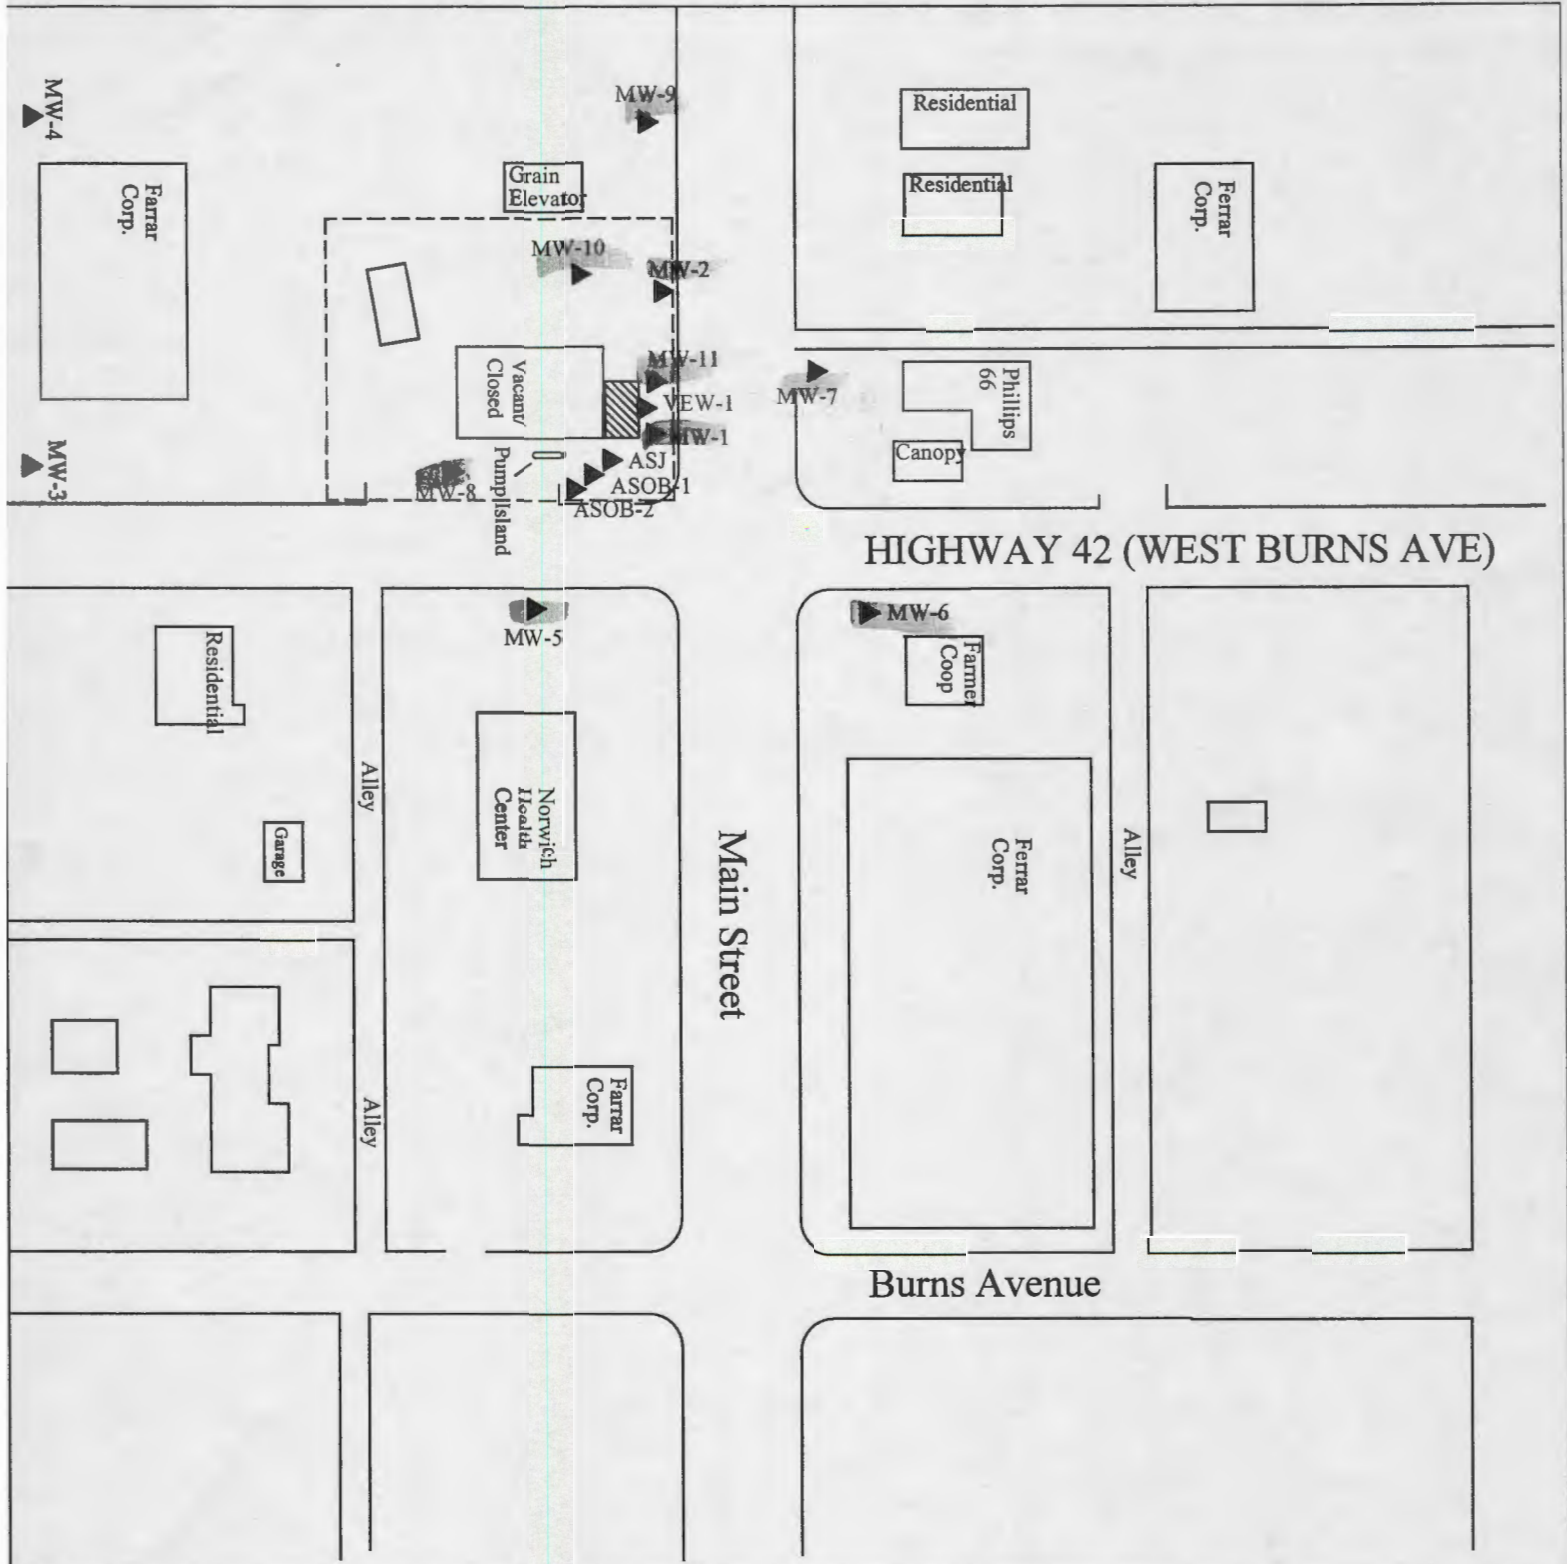 MW-4
MW-9
Residential
Farrar
Corp.
Grain
Elevator
Residential
Ferrar
Corp.
MW-10
MW-2
Vacant/
Closed
MW-11
VEW-1
MW-1
MW-7
Phillips
66
Canopy
MW-3
MW-8
Pump Island
ASJ
ASOB-1
ASOB-2
HIGHWAY 42 (WEST BURNS AVE)
MW-5
MW-6
Residential
Farmer
Coop
Alley
Norwich
Health
Center
Garage
Main Street
Ferrar
Corp.
Alley
Alley
Farrar
Corp.
Burns Avenue